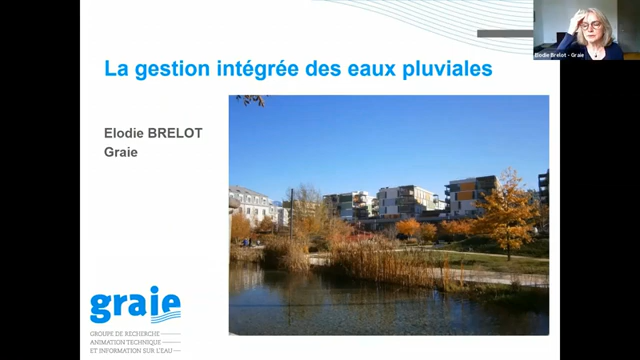 Elodie Brelot - Graie
La gestion intégrée des eaux pluviales
Elodie BRELOT
Graie
graie
GROUPE DE RECHERCHE
ANIMATION TECHNIQUE
ET INFORMATION SUR L'EAU